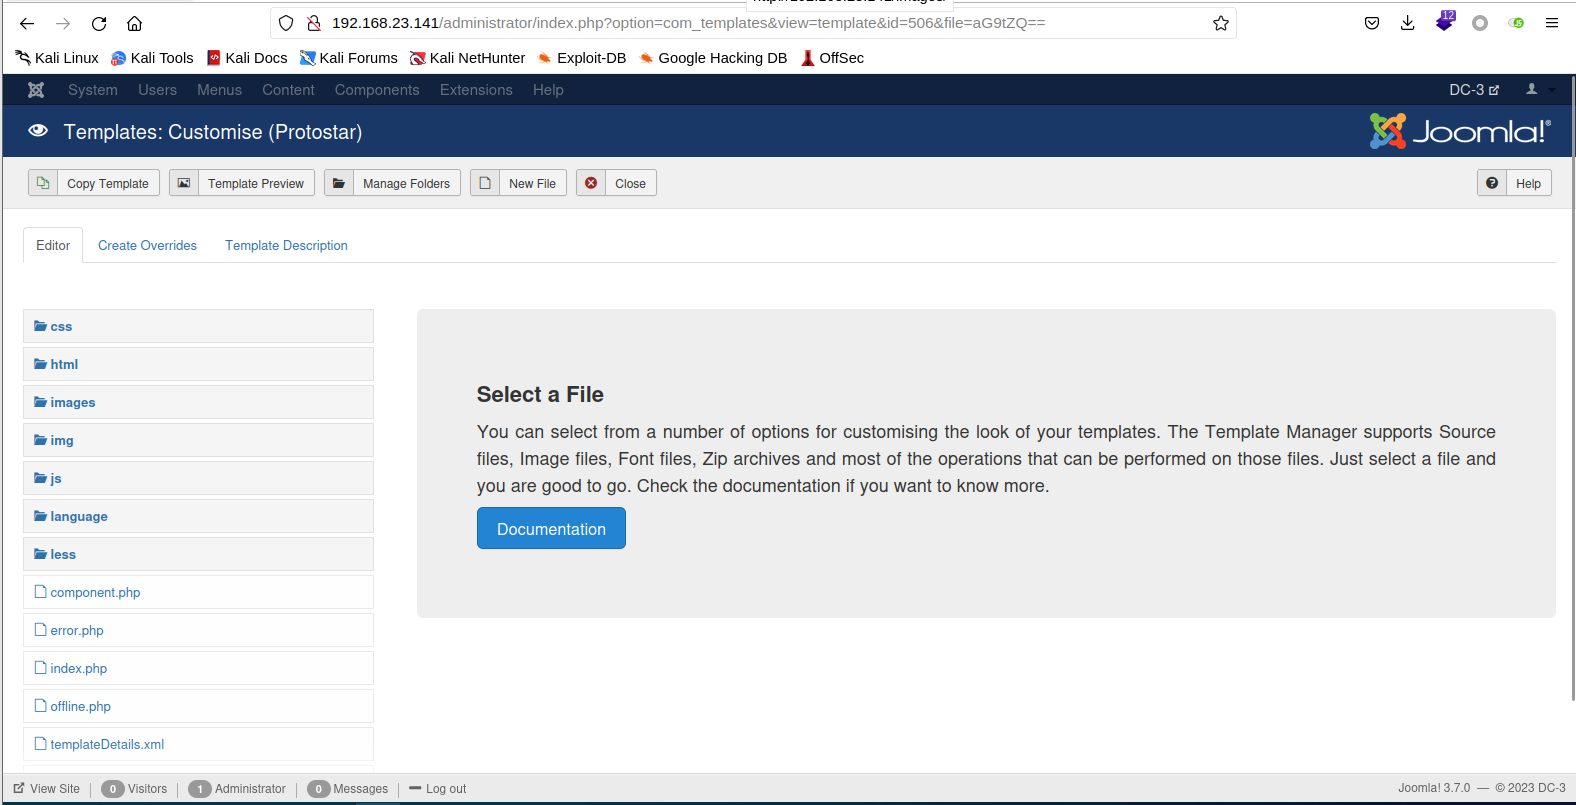 192.168.23.141/administrator/index.php?option=com_templates&view=template&id=506&file=aG9tZQ==
12
JS
Kali Linux Kali Tools Kali Docs Kali Forums Kali NetHunter Exploit-DB Google Hacking DB OffSec
System Users Menus Content Components Extensions Help DC-3
Templates: Customise (Protostar) Joomla!®
Copy Template Template Preview Manage Folders New File Close Help
Editor Create Overrides Template Description
css
html
images
img
js
language
less
component.php
error.php
index.php
offline.php
templateDetails.xml
Select a File
You can select from a number of options for customising the look of your templates. The Template Manager supports Source
files, Image files, Font files, Zip archives and most of the operations that can be performed on those files. Just select a file and
you are good to go. Check the documentation if you want to know more.
Documentation
View Site | 0 Visitors | 1 Administrator | 0 Messages | Log out Joomla! 3.7.0 — © 2023 DC-3